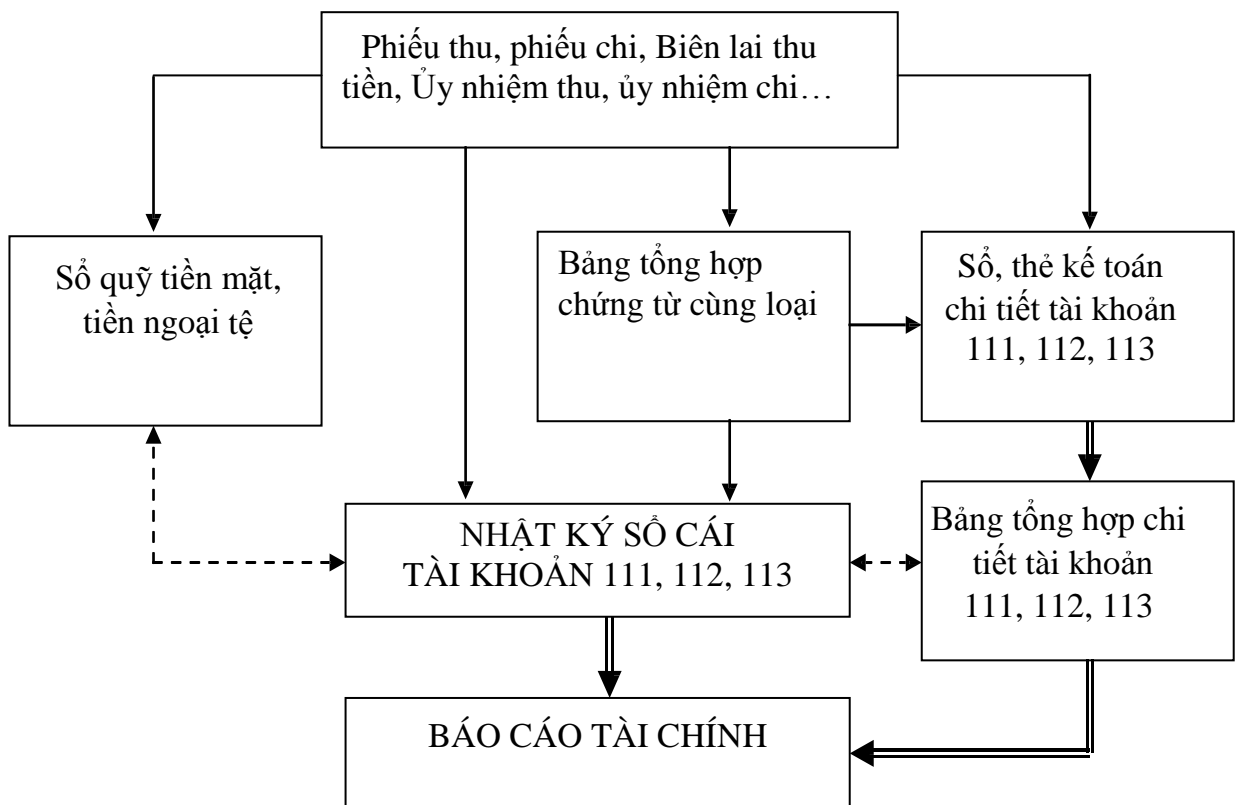 Phiếu thu, phiếu chi, Biên lai thu
tiền, Ủy nhiệm thu, ủy nhiệm chi…
Sổ quỹ tiền mặt,
tiền ngoại tệ
Bảng tổng hợp
chứng từ cùng loại
Sổ, thẻ kế toán
chi tiết tài khoản
111, 112, 113
NHẬT KÝ SỔ CÁI
TÀI KHOẢN 111, 112, 113
Bảng tổng hợp chi
tiết tài khoản
111, 112, 113
BÁO CÁO TÀI CHÍNH